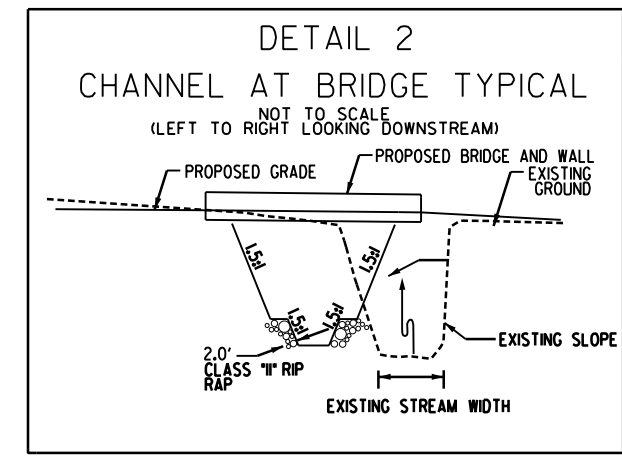 DETAIL 2
CHANNEL AT BRIDGE TYPICAL
NOT TO SCALE
(LEFT TO RIGHT LOOKING DOWNSTREAM)
PROPOSED GRADE
PROPOSED BRIDGE AND WALL
EXISTING
GROUND
1.5:1
1.5:1
1.5:1
1.5:1
2.0'
CLASS "II" RIP
RAP
EXISTING SLOPE
EXISTING STREAM WIDTH